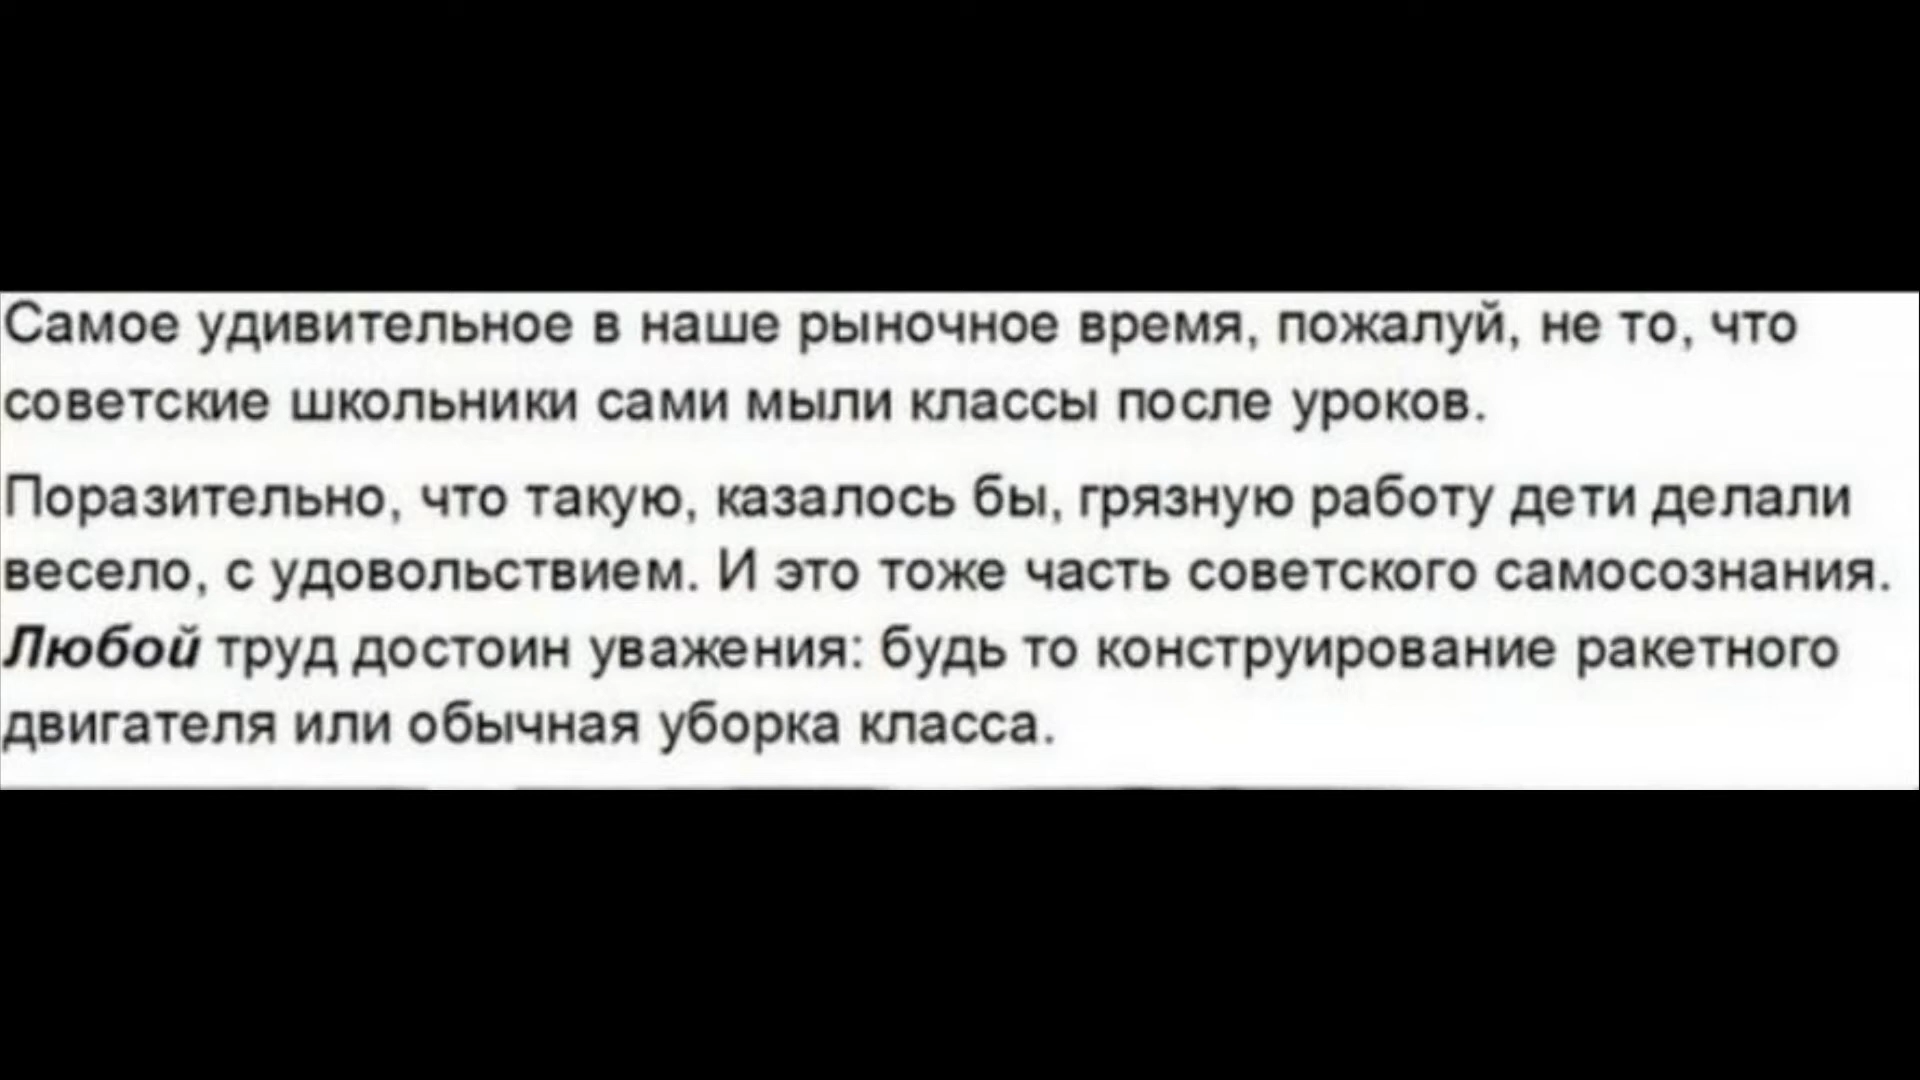 Самое удивительное в наше рыночное время, пожалуй, не то, что
советские школьники сами мыли классы после уроков.
Поразительно, что такую, казалось бы, грязную работу дети делали
весело, с удовольствием. И это тоже часть советского самосознания.
Любой труд достоин уважения: будь то конструирование ракетного
двигателя или обычная уборка класса.